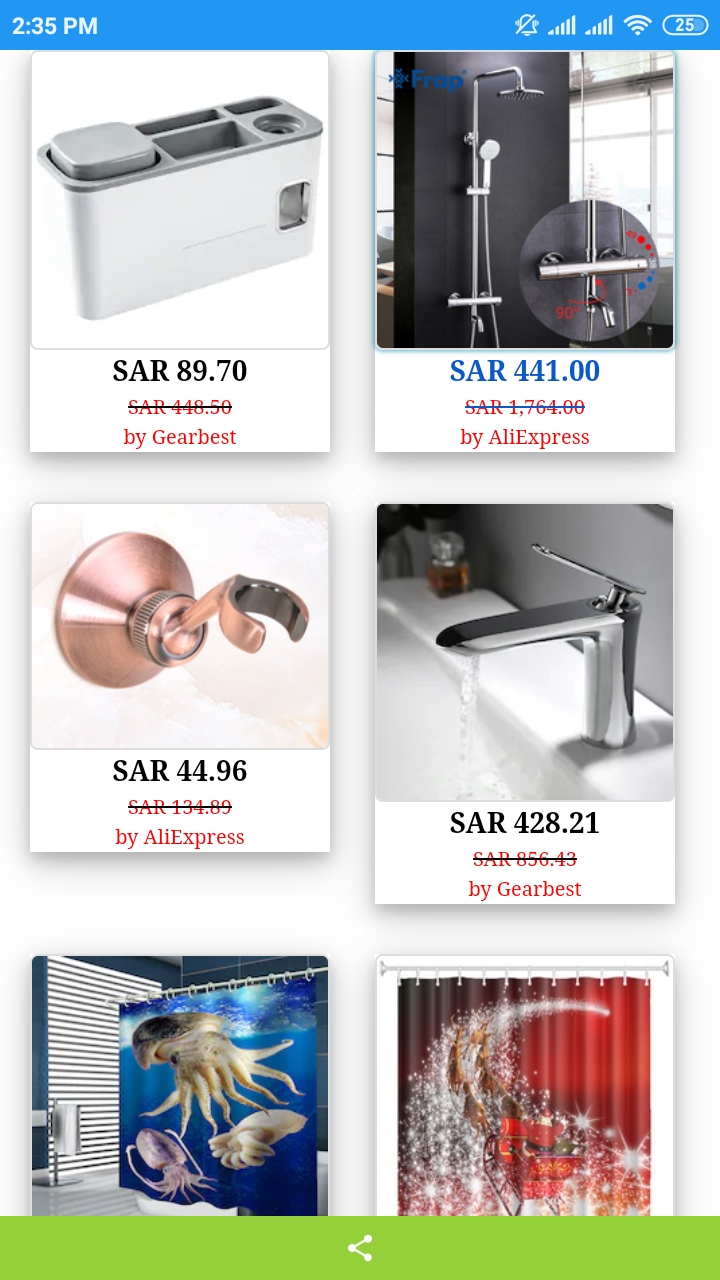 2:35 PM
25
Frap
90°
SAR 89.70
SAR 448.50
by Gearbest
SAR 441.00
SAR 1,764.00
by AliExpress
SAR 44.96
SAR 134.89
by AliExpress
SAR 428.21
SAR 856.43
by Gearbest